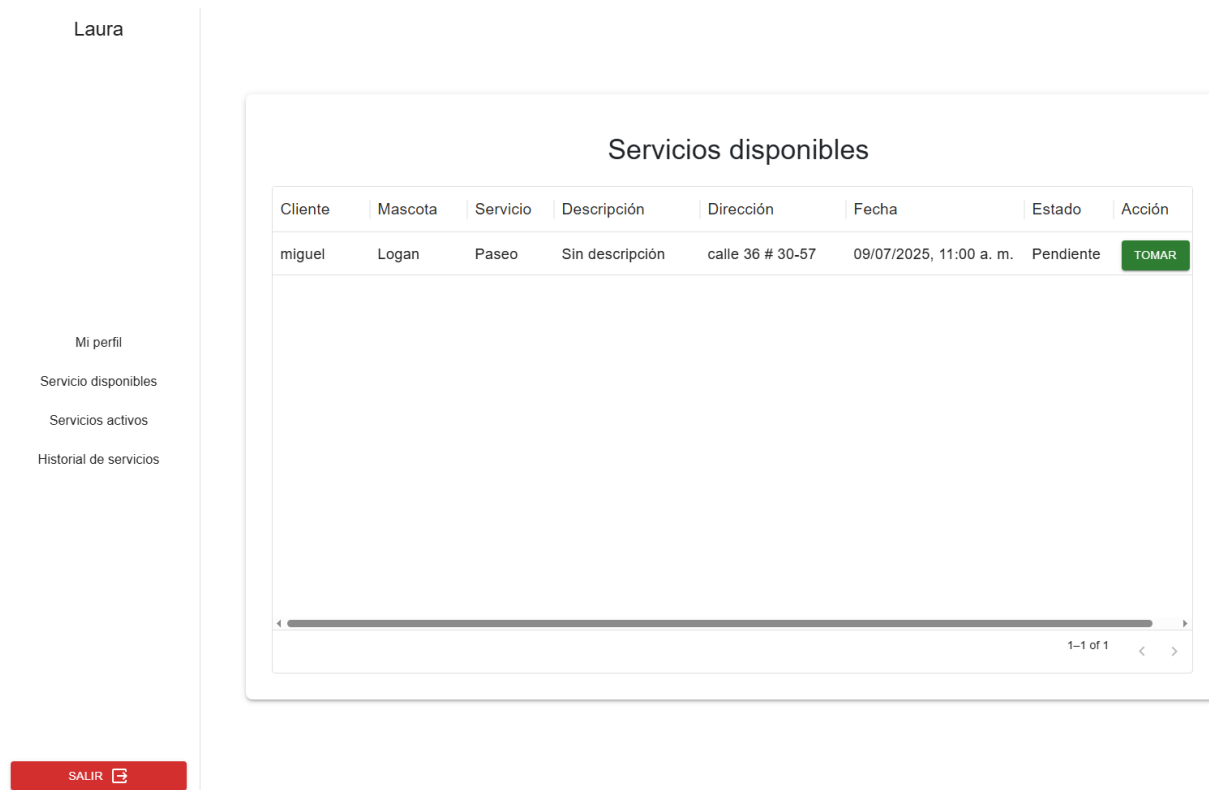 Laura
Mi perfil
Servicio disponibles
Servicios activos
Historial de servicios
SALIR
Servicios disponibles
Cliente Mascota Servicio Descripción Dirección Fecha Estado Acción
miguel Logan Paseo Sin descripción calle 36 # 30-57 09/07/2025, 11:00 a. m. Pendiente TOMAR
1–1 of 1